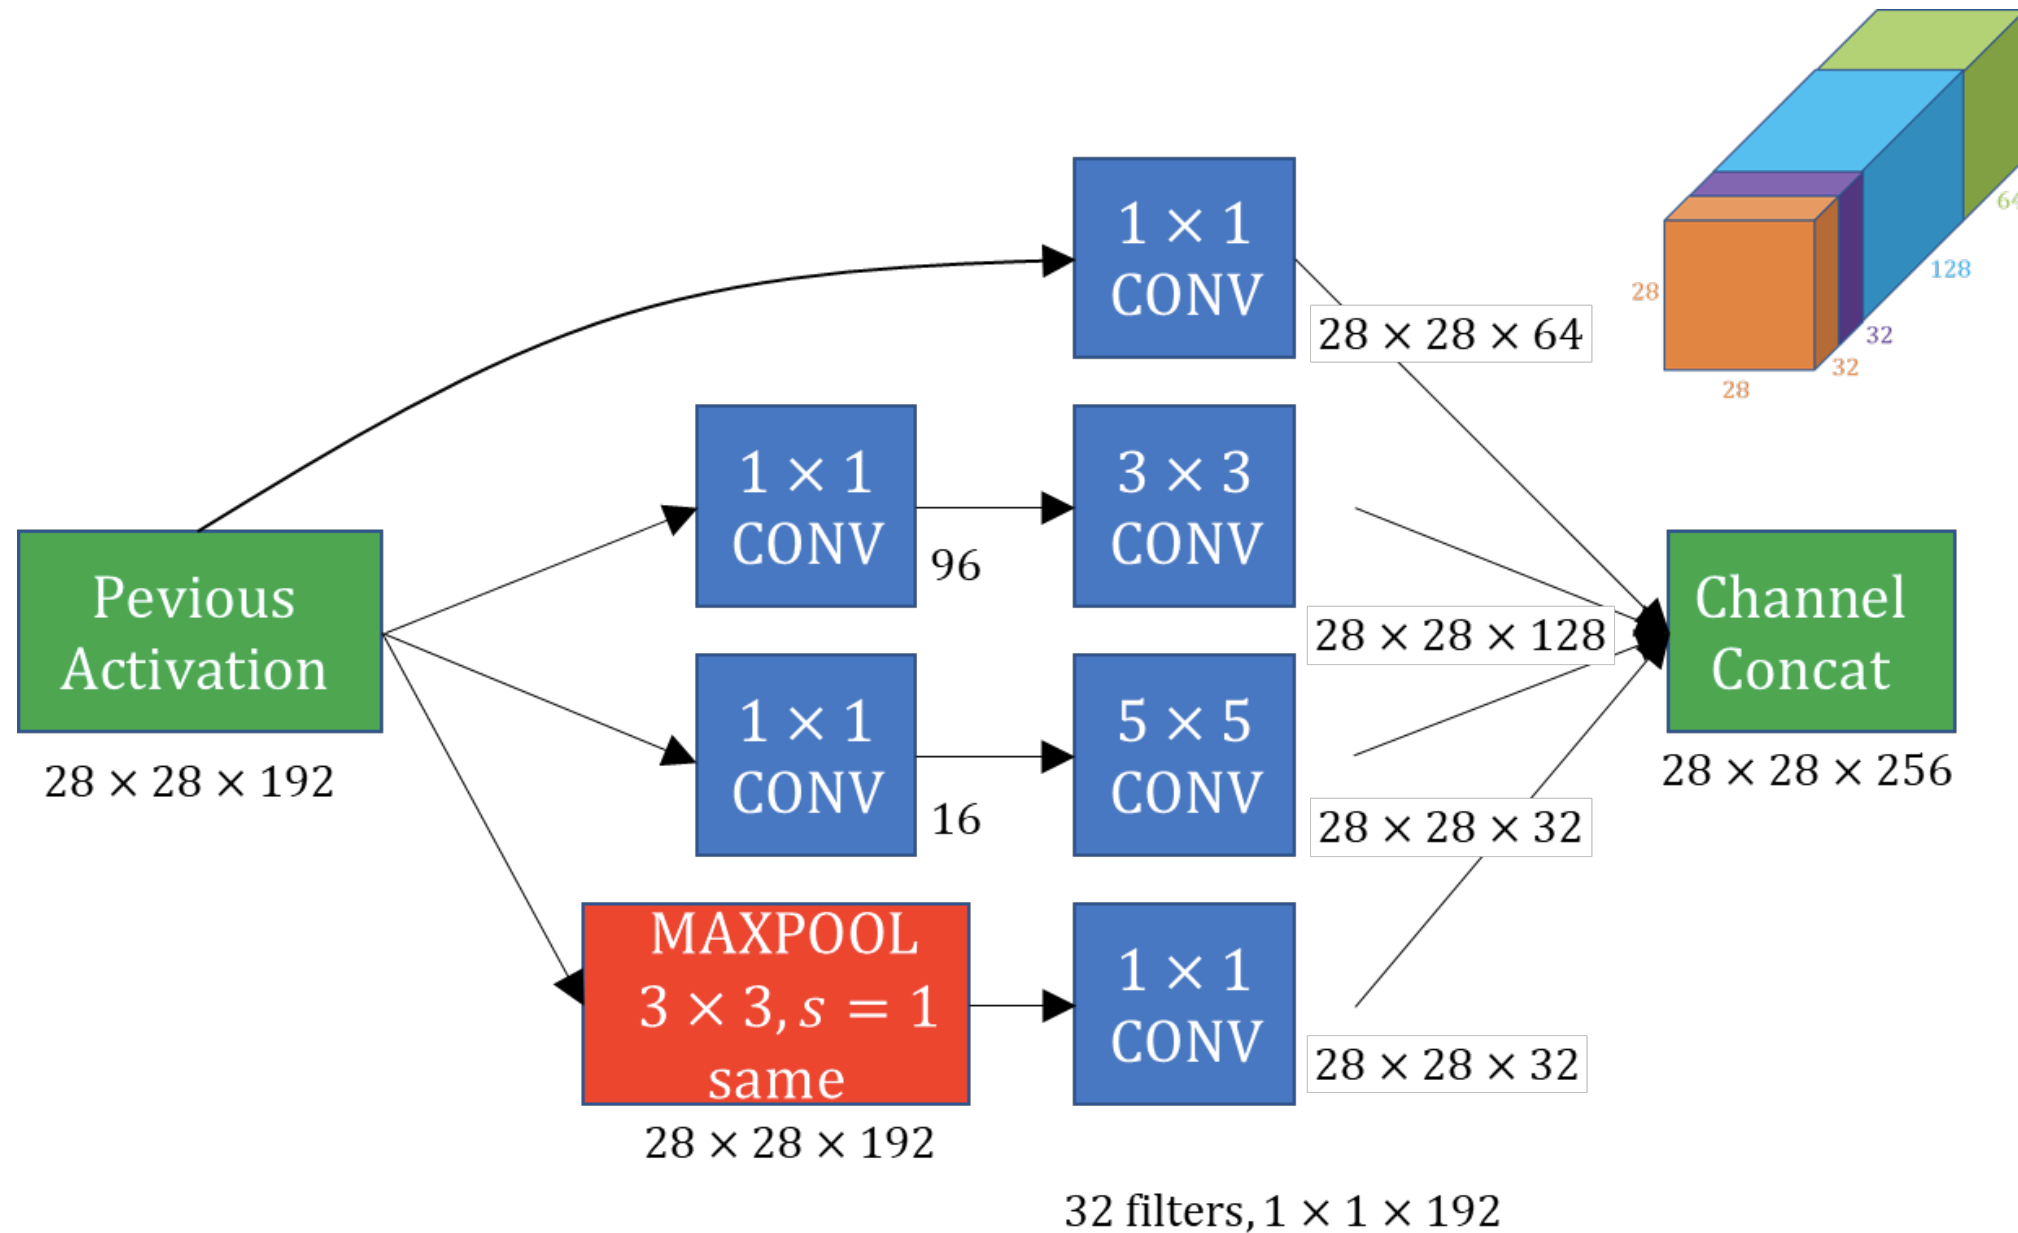 64
128
28
32
32
28
1 × 1
CONV
28 × 28 × 64
1 × 1
CONV
96
3 × 3
CONV
28 × 28 × 128
Pevious
Activation
28 × 28 × 192
1 × 1
CONV
16
5 × 5
CONV
28 × 28 × 32
Channel
Concat
28 × 28 × 256
MAXPOOL
3 × 3, s = 1
same
28 × 28 × 192
1 × 1
CONV
28 × 28 × 32
32 filters, 1 × 1 × 192